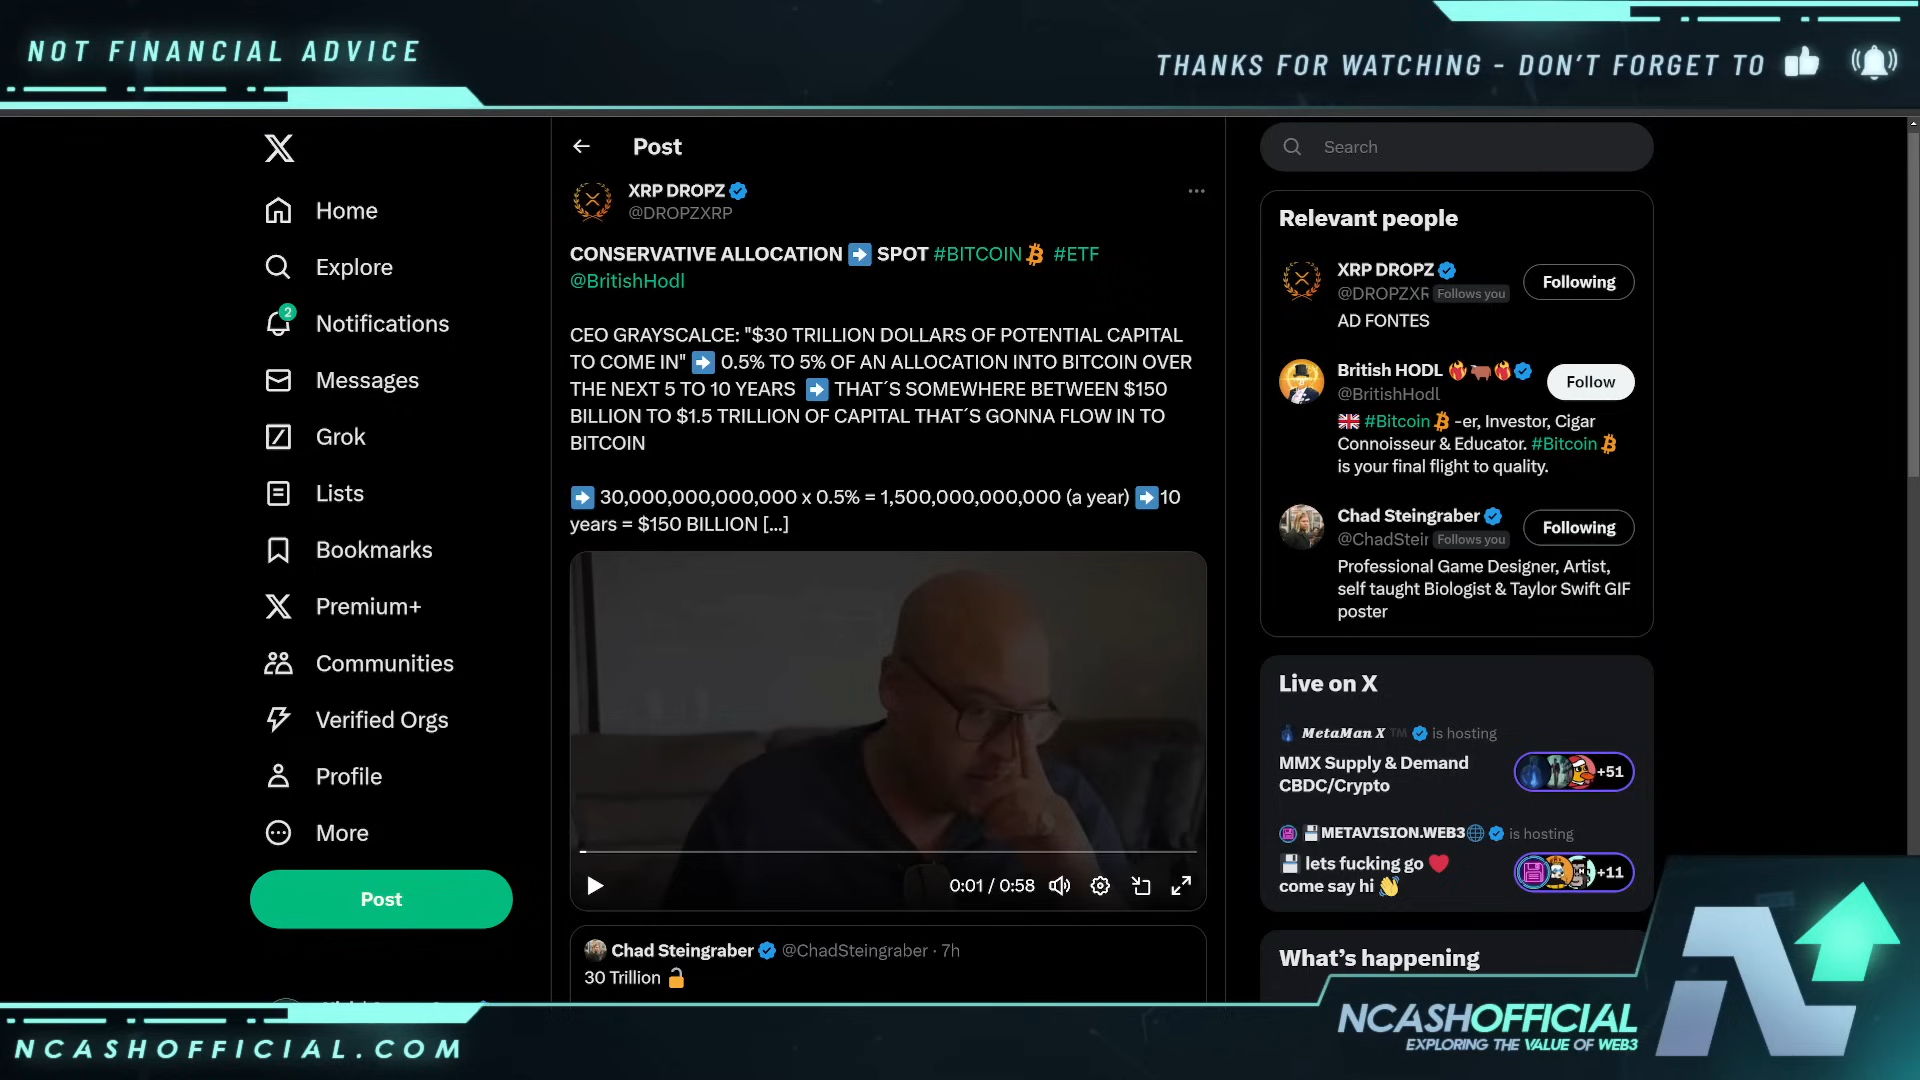 NOT FINANCIAL ADVICE
THANKS FOR WATCHING - DON'T FORGET TO
Home
Explore
2
Notifications
Messages
Grok
Lists
Bookmarks
Premium+
Communities
Verified Orgs
Profile
More
Post
Post
XRP DROPZ
@DROPZXRP
CONSERVATIVE ALLOCATION ➡️ SPOT #BITCOIN #ETF
@BritishHodl
CEO GRAYSCALCE: "$30 TRILLION DOLLARS OF POTENTIAL CAPITAL
TO COME IN" ➡️ 0.5% TO 5% OF AN ALLOCATION INTO BITCOIN OVER
THE NEXT 5 TO 10 YEARS ➡️ THAT´S SOMEWHERE BETWEEN $150
BILLION TO $1.5 TRILLION OF CAPITAL THAT´S GONNA FLOW IN TO
BITCOIN
➡️ 30,000,000,000,000 x 0.5% = 1,500,000,000,000 (a year) ➡️10
years = $150 BILLION [...]
0:01 / 0:58
Chad Steingraber @ChadSteingraber · 7h
30 Trillion 🔓
Search
Relevant people
XRP DROPZ
@DROPZXR Follows you
Following
AD FONTES
British HODL
@BritishHodl
Follow
🇬🇧 #Bitcoin -er, Investor, Cigar
Connoisseur & Educator. #Bitcoin
is your final flight to quality.
Chad Steingraber
@ChadSteir Follows you
Following
Professional Game Designer, Artist,
self taught Biologist & Taylor Swift GIF
poster
Live on X
MetaMan X ™ is hosting
MMX Supply & Demand
CBDC/Crypto
+51
💾METAVISION.WEB3🌐 is hosting
💾 lets fucking go ❤️
come say hi 👋
+11
What's happening
NCASHOFFICIAL.COM
NCASHOFFICIAL
EXPLORING THE VALUE OF WEB3